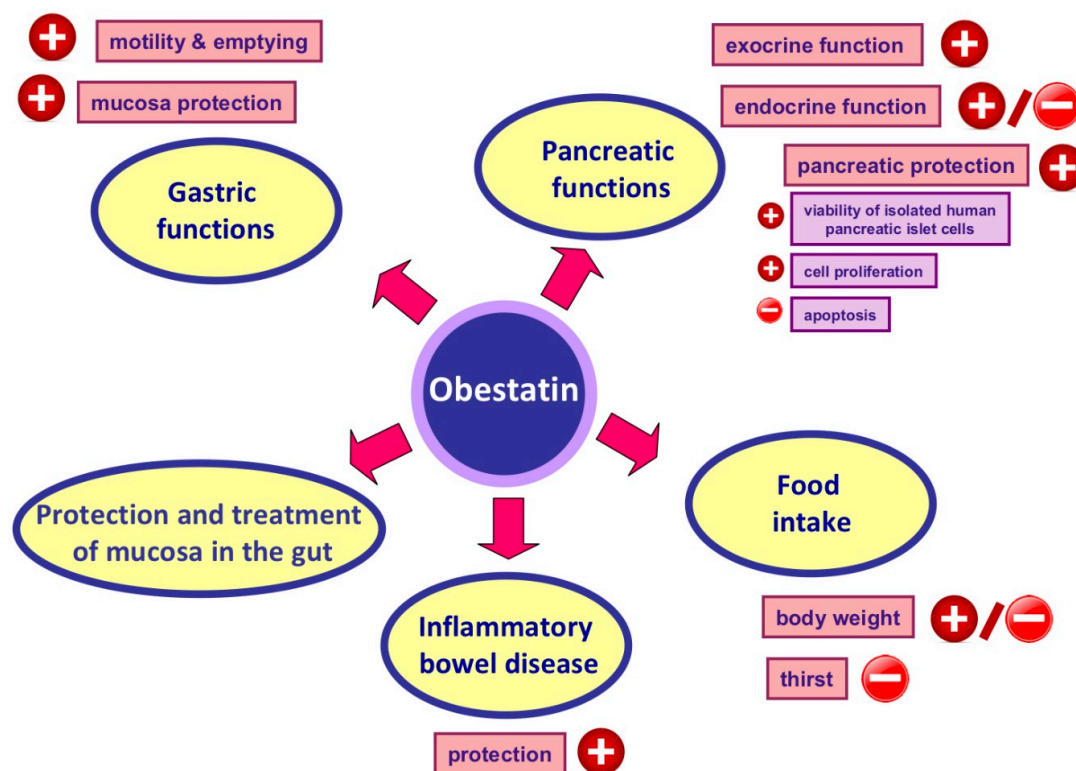 motility & emptying
mucosa protection
Gastric
functions
exocrine function
endocrine function
pancreatic protection
viability of isolated human
pancreatic islet cells
cell proliferation
apoptosis
Pancreatic
functions
Obestatin
Protection and treatment
of mucosa in the gut
Inflammatory
bowel disease
protection
Food
intake
body weight
thirst